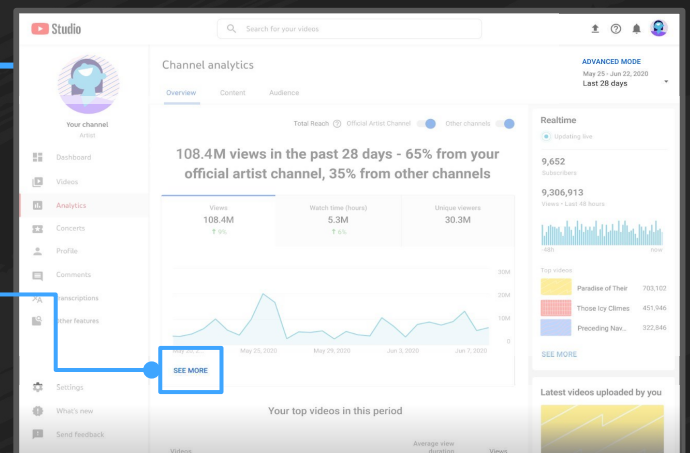 Studio
Search for your videos
Your channel
Artist
Dashboard
Videos
Analytics
Concerts
Profile
Comments
Transcriptions
Other features
Settings
What's new
Send feedback
Channel analytics
ADVANCED MODE
May 25 - Jun 22, 2020
Last 28 days
Overview Content Audience
Total Reach Official Artist Channel Other channels
108.4M views in the past 28 days - 65% from your
official artist channel, 35% from other channels
Views
108.4M
↑ 9%
Watch time (hours)
5.3M
↑ 6%
Unique viewers
30.3M
30M
20M
10M
0
May 25, 2020 May 29, 2020 Jun 3, 2020 Jun 7, 2020
SEE MORE
Your top videos in this period
Videos
Average view
duration
Views
Realtime
Updating live
9,652
Subscribers
9,306,913
Views • Last 48 hours
-48h now
Top videos
Paradise of Their 703,102
Those Icy Climes 451,946
Preceding Nav... 322,846
SEE MORE
Latest videos uploaded by you